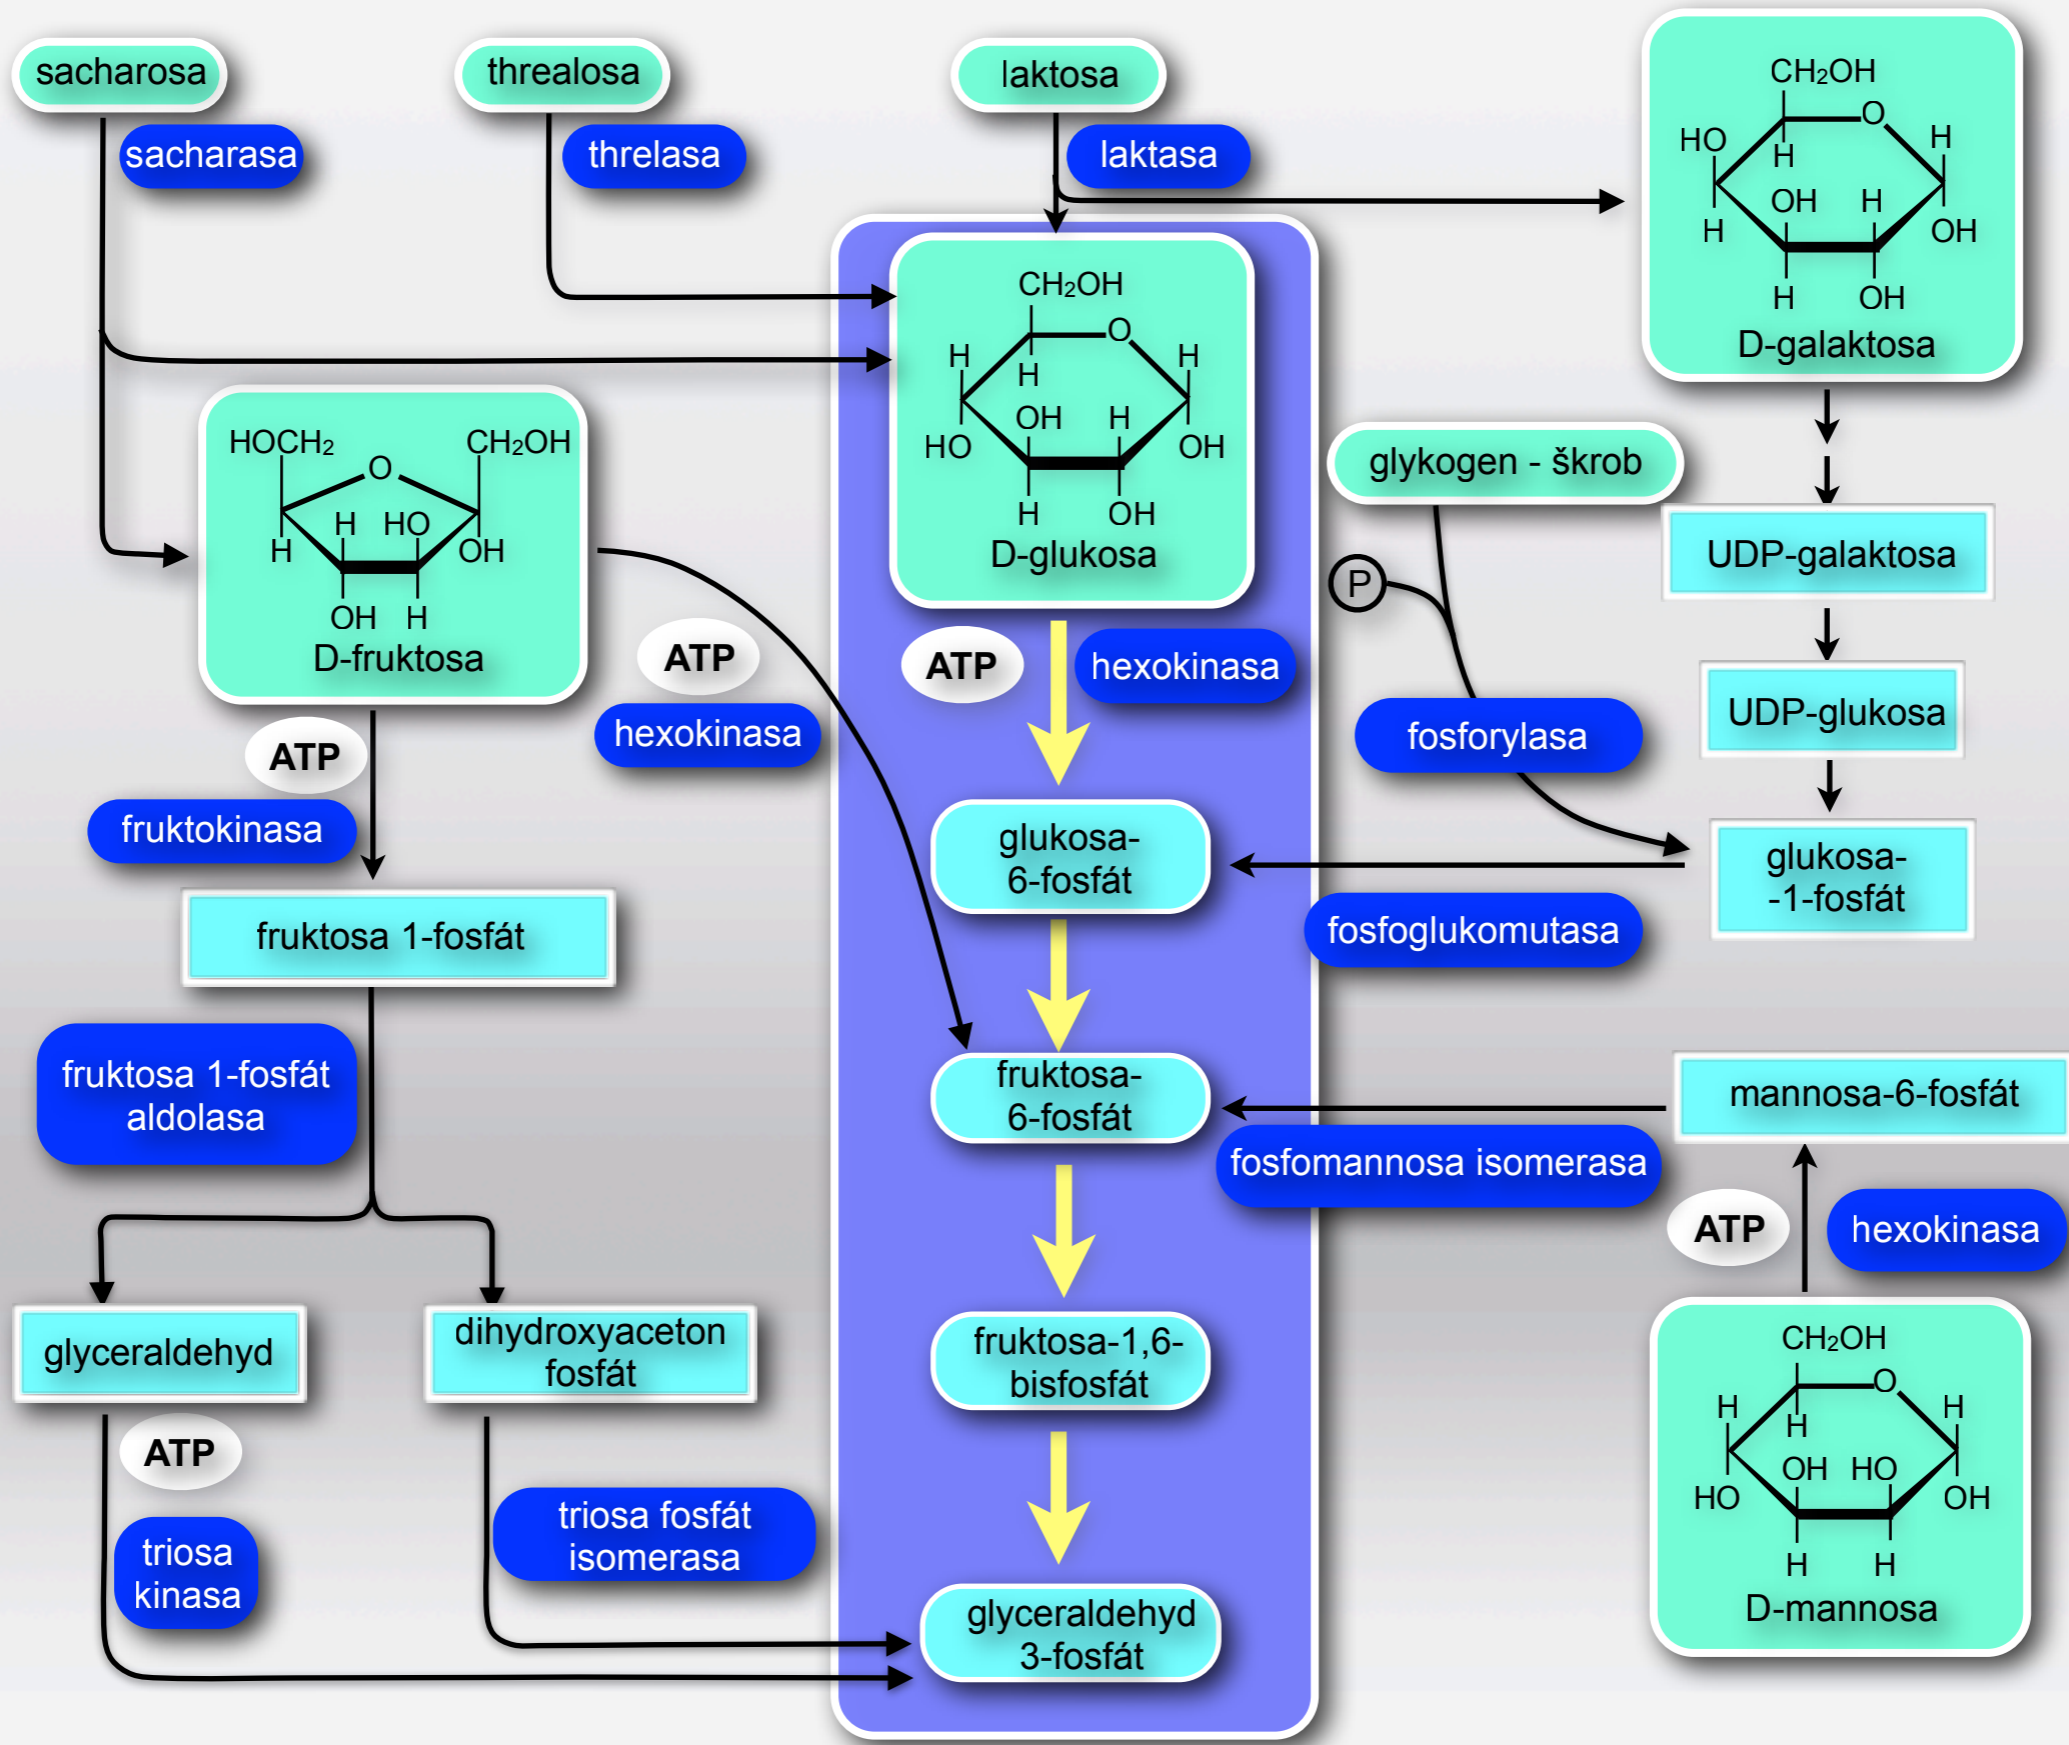 sacharosa
threalosa
laktosa
sacharasa
threlasa
laktasa
CH₂OH
O
HO
H
H
OH
H
H
OH
H
OH
D-galaktosa
CH₂OH
O
H
H
H
OH
H
HO
OH
H
OH
D-glukosa
HOCH₂
CH₂OH
O
H
HO
H
OH
OH
H
D-fruktosa
glykogen - škrob
P
UDP-galaktosa
ATP
hexokinasa
ATP
hexokinasa
fosforylasa
UDP-glukosa
ATP
fruktokinasa
glukosa-
6-fosfát
glukosa-
-1-fosfát
fruktosa 1-fosfát
fosfoglukomutasa
fruktosa 1-fosfát
aldolasa
fruktosa-
6-fosfát
mannosa-6-fosfát
fosfomannosa isomerasa
ATP
hexokinasa
glyceraldehyd
dihydroxyaceton
fosfát
fruktosa-1,6-
bisfosfát
CH₂OH
O
H
H
H
OH
HO
HO
OH
H
H
D-mannosa
ATP
triosa
kinasa
triosa fosfát
isomerasa
glyceraldehyd
3-fosfát